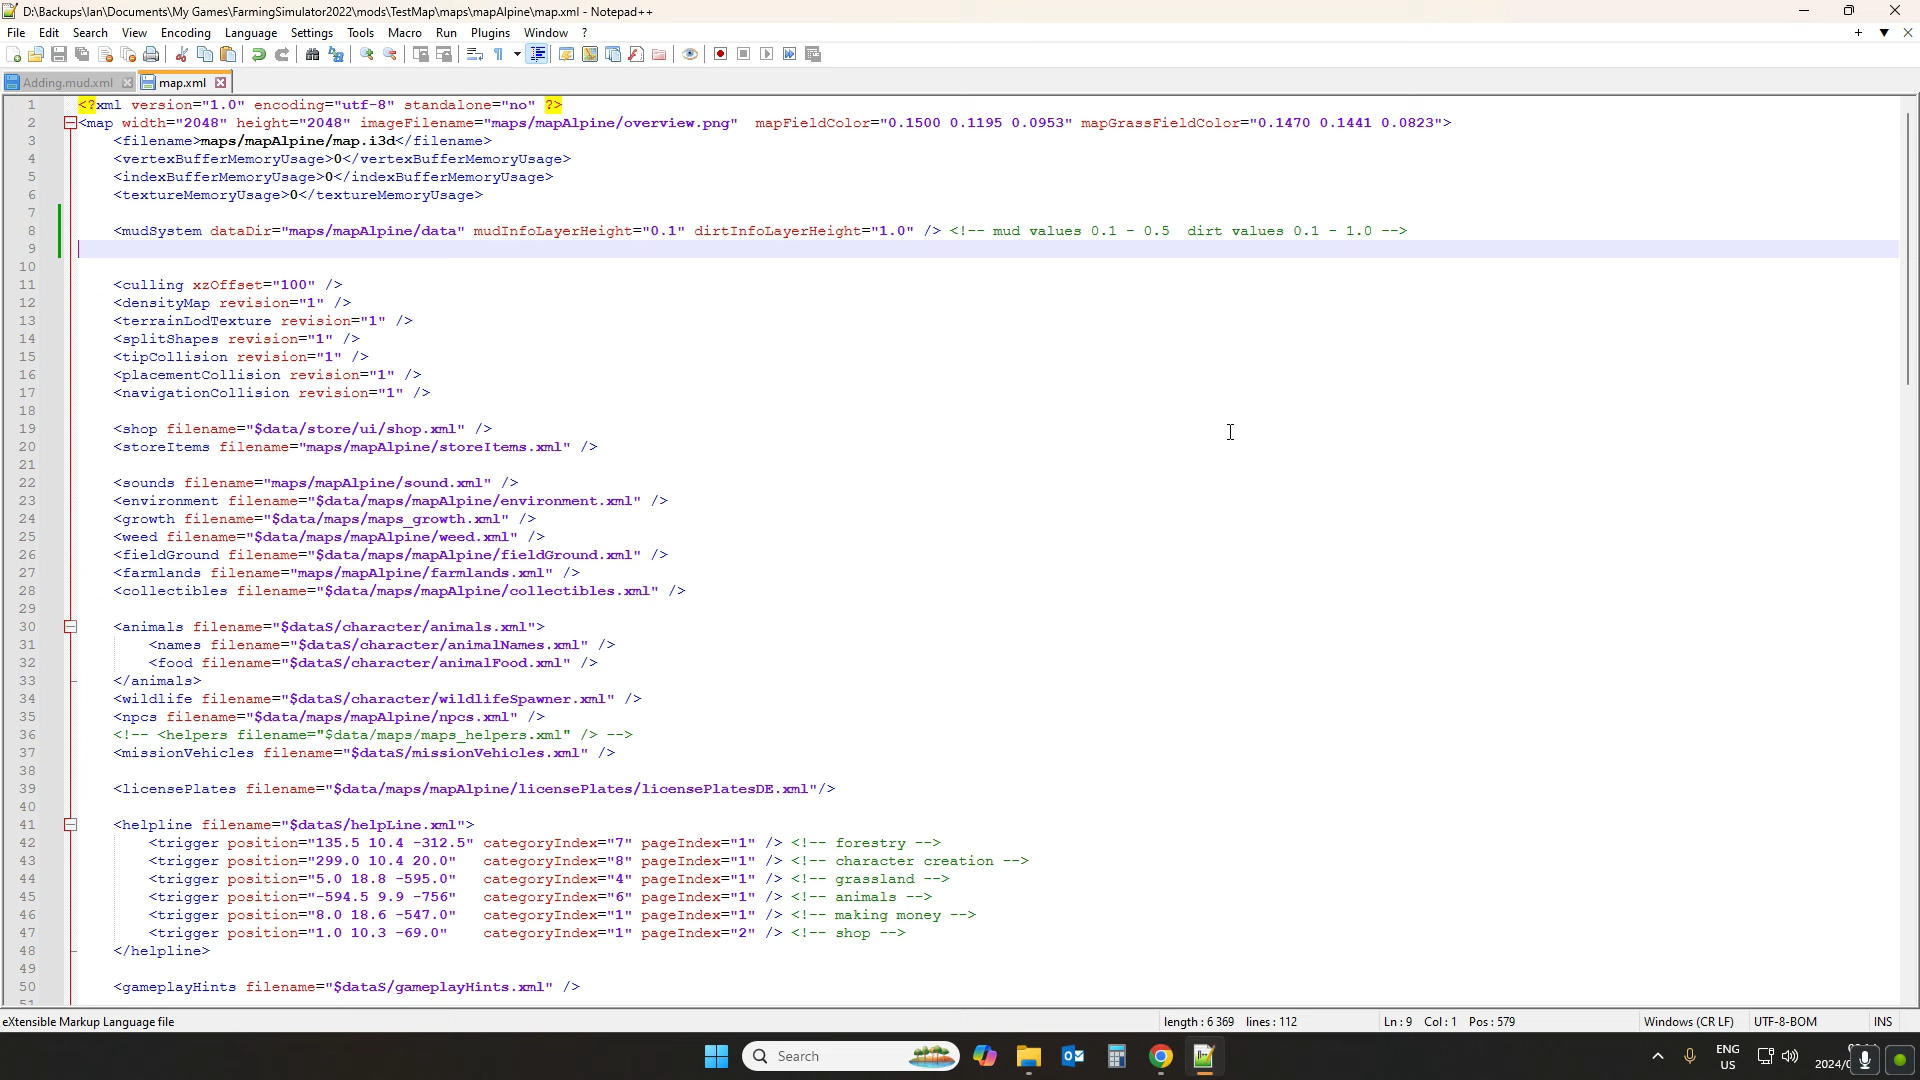 D:\Backups\Ian\Documents\My Games\FarmingSimulator2022\mods\TestMap\maps\mapAlpine\map.xml - Notepad++
File Edit Search View Encoding Language Settings Tools Macro Run Plugins Window ?
Adding.mud.xml map.xml
1 <?xml version="1.0" encoding="utf-8" standalone="no" ?>
2 <map width="2048" height="2048" imageFilename="maps/mapAlpine/overview.png" mapFieldColor="0.1500 0.1195 0.0953" mapGrassFieldColor="0.1470 0.1441 0.0823">
3 <filename>maps/mapAlpine/map.i3d</filename>
4 <vertexBufferMemoryUsage>0</vertexBufferMemoryUsage>
5 <indexBufferMemoryUsage>0</indexBufferMemoryUsage>
6 <textureMemoryUsage>0</textureMemoryUsage>
7
8 <mudSystem dataDir="maps/mapAlpine/data" mudInfoLayerHeight="0.1" dirtInfoLayerHeight="1.0" /> <!-- mud values 0.1 - 0.5 dirt values 0.1 - 1.0 -->
9
10
11 <culling xzOffset="100" />
12 <densityMap revision="1" />
13 <terrainLodTexture revision="1" />
14 <splitShapes revision="1" />
15 <tipCollision revision="1" />
16 <placementCollision revision="1" />
17 <navigationCollision revision="1" />
18
19 <shop filename="$data/store/ui/shop.xml" />
20 <storeItems filename="maps/mapAlpine/storeItems.xml" />
21
22 <sounds filename="maps/mapAlpine/sound.xml" />
23 <environment filename="$data/maps/mapAlpine/environment.xml" />
24 <growth filename="$data/maps/maps_growth.xml" />
25 <weed filename="$data/maps/mapAlpine/weed.xml" />
26 <fieldGround filename="$data/maps/mapAlpine/fieldGround.xml" />
27 <farmlands filename="maps/mapAlpine/farmlands.xml" />
28 <collectibles filename="$data/maps/mapAlpine/collectibles.xml" />
29
30 <animals filename="$dataS/character/animals.xml">
31 <names filename="$dataS/character/animalNames.xml" />
32 <food filename="$dataS/character/animalFood.xml" />
33 </animals>
34 <wildlife filename="$dataS/character/wildlifeSpawner.xml" />
35 <npcs filename="$data/maps/mapAlpine/npcs.xml" />
36 <!-- <helpers filename="$data/maps/maps_helpers.xml" /> -->
37 <missionVehicles filename="$dataS/missionVehicles.xml" />
38
39 <licensePlates filename="$data/maps/mapAlpine/licensePlates/licensePlatesDE.xml"/>
40
41 <helpline filename="$dataS/helpLine.xml">
42 <trigger position="135.5 10.4 -312.5" categoryIndex="7" pageIndex="1" /> <!-- forestry -->
43 <trigger position="299.0 10.4 20.0" categoryIndex="8" pageIndex="1" /> <!-- character creation -->
44 <trigger position="5.0 18.8 -595.0" categoryIndex="4" pageIndex="1" /> <!-- grassland -->
45 <trigger position="-594.5 9.9 -756" categoryIndex="6" pageIndex="1" /> <!-- animals -->
46 <trigger position="8.0 18.6 -547.0" categoryIndex="1" pageIndex="1" /> <!-- making money -->
47 <trigger position="1.0 10.3 -69.0" categoryIndex="1" pageIndex="2" /> <!-- shop -->
48 </helpline>
49
50 <gameplayHints filename="$dataS/gameplayHints.xml" />
eXtensible Markup Language file length : 6 369 lines : 112 Ln : 9 Col : 1 Pos : 579 Windows (CR LF) UTF-8-BOM INS
Search
ENG
US